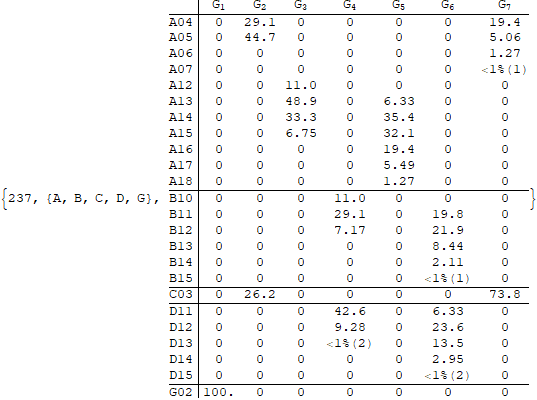 G₁ G₂ G₃ G₄ G₅ G₆ G₇
A04 0 29.1 0 0 0 0 19.4
A05 0 44.7 0 0 0 0 5.06
A06 0 0 0 0 0 0 1.27
A07 0 0 0 0 0 0 <1%(1)
A12 0 0 11.0 0 0 0 0
A13 0 0 48.9 0 6.33 0 0
A14 0 0 33.3 0 35.4 0 0
A15 0 0 6.75 0 32.1 0 0
A16 0 0 0 0 19.4 0 0
A17 0 0 0 0 5.49 0 0
A18 0 0 0 0 1.27 0 0
{237, {A, B, C, D, G}, B10 0 0 0 11.0 0 0 0 }
B11 0 0 0 29.1 0 19.8 0
B12 0 0 0 7.17 0 21.9 0
B13 0 0 0 0 0 8.44 0
B14 0 0 0 0 0 2.11 0
B15 0 0 0 0 0 <1%(1) 0
C03 0 26.2 0 0 0 0 73.8
D11 0 0 0 42.6 0 6.33 0
D12 0 0 0 9.28 0 23.6 0
D13 0 0 0 <1%(2) 0 13.5 0
D14 0 0 0 0 0 2.95 0
D15 0 0 0 0 0 <1%(2) 0
G02 100. 0 0 0 0 0 0